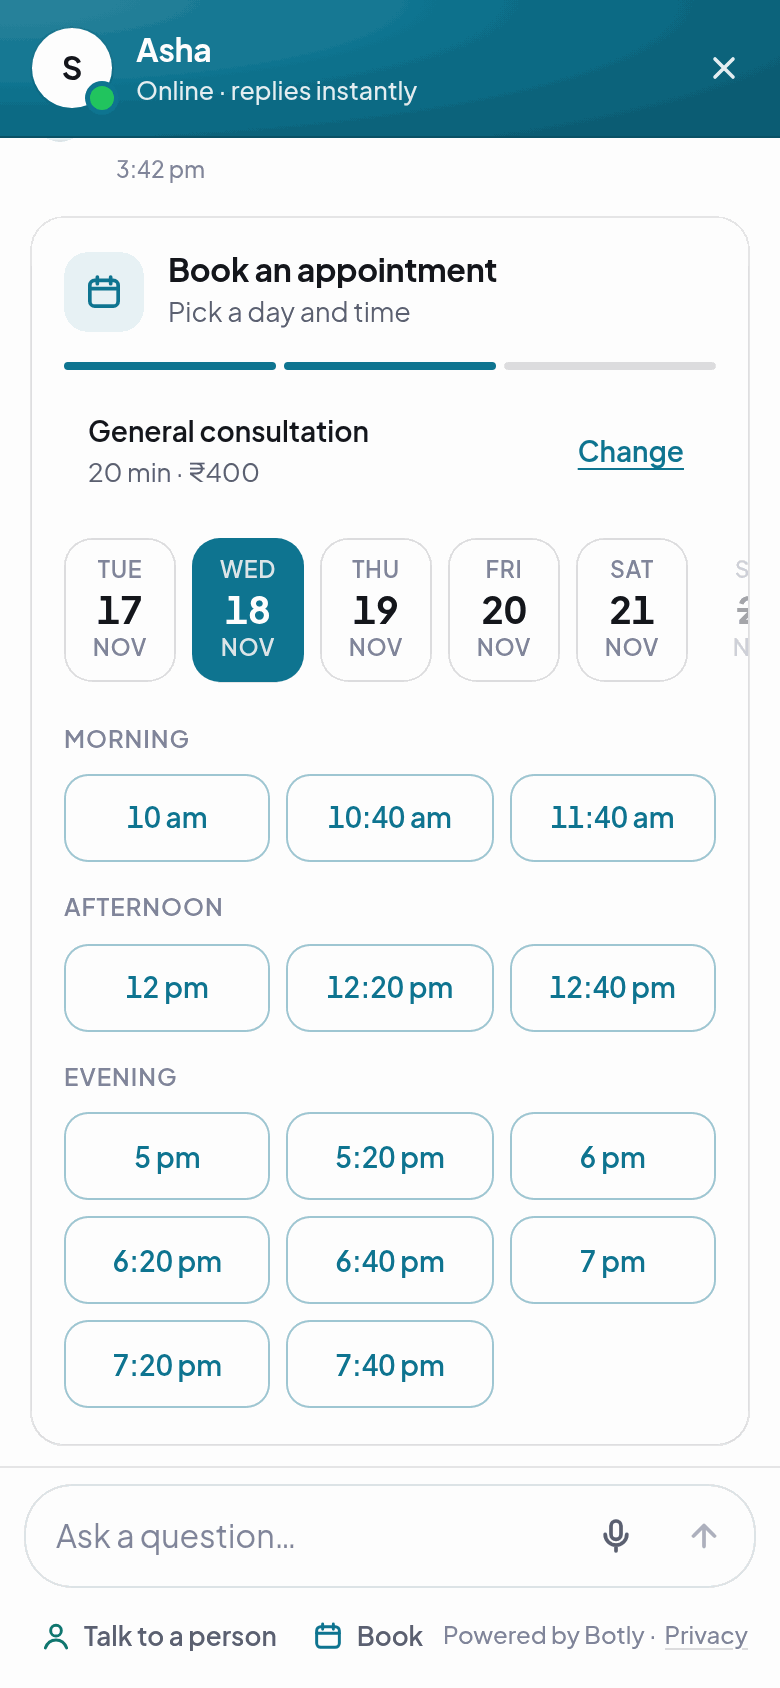 S
Asha
Online · replies instantly
3:42 pm
Book an appointment
Pick a day and time
General consultation
20 min · ₹400
Change
TUE WED THU FRI SAT
17 18 19 20 21
NOV NOV NOV NOV NOV
MORNING
10 am 10:40 am 11:40 am
AFTERNOON
12 pm 12:20 pm 12:40 pm
EVENING
5 pm 5:20 pm 6 pm
6:20 pm 6:40 pm 7 pm
7:20 pm 7:40 pm
Ask a question...
Talk to a person Book Powered by Botly · Privacy